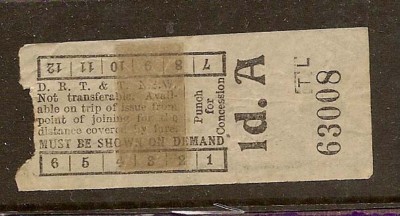 12 11 10 9 8 7
D. R. T. & T.
Not transferable. Avail-
able on trip of issue from
point of joining for the
distance covered by fare.
MUST BE SHOWN ON DEMAND
6 5 4 3 2 1
Punch
for
Concession
1d. A
63008